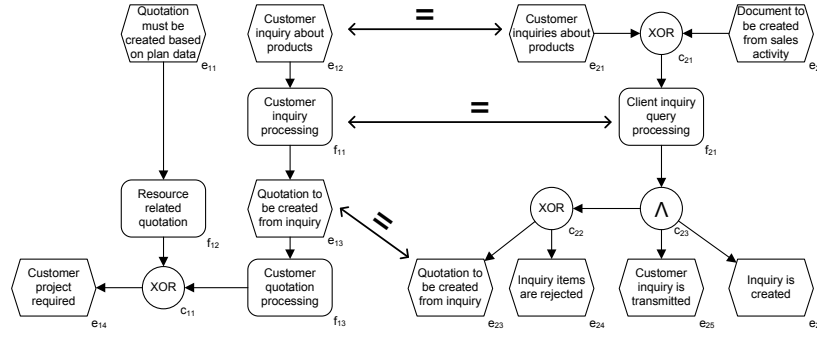 Quotation
must be
created based
on plan data
e11
Customer
inquiry about
products
e12
=
Customer
inquiries about
products
e21
XOR
c21
Document to
be created
from sales
activity
e2
Customer
inquiry
processing
f11
=
Client inquiry
query
processing
f21
Resource
related
quotation
f12
Quotation to
be created
from inquiry
e13
=
XOR
c22
Λ
c23
Customer
project
required
e14
XOR
c11
Customer
quotation
processing
f13
Quotation to
be created
from inquiry
e23
Inquiry items
are rejected
e24
Customer
inquiry is
transmitted
e25
Inquiry is
created
e2